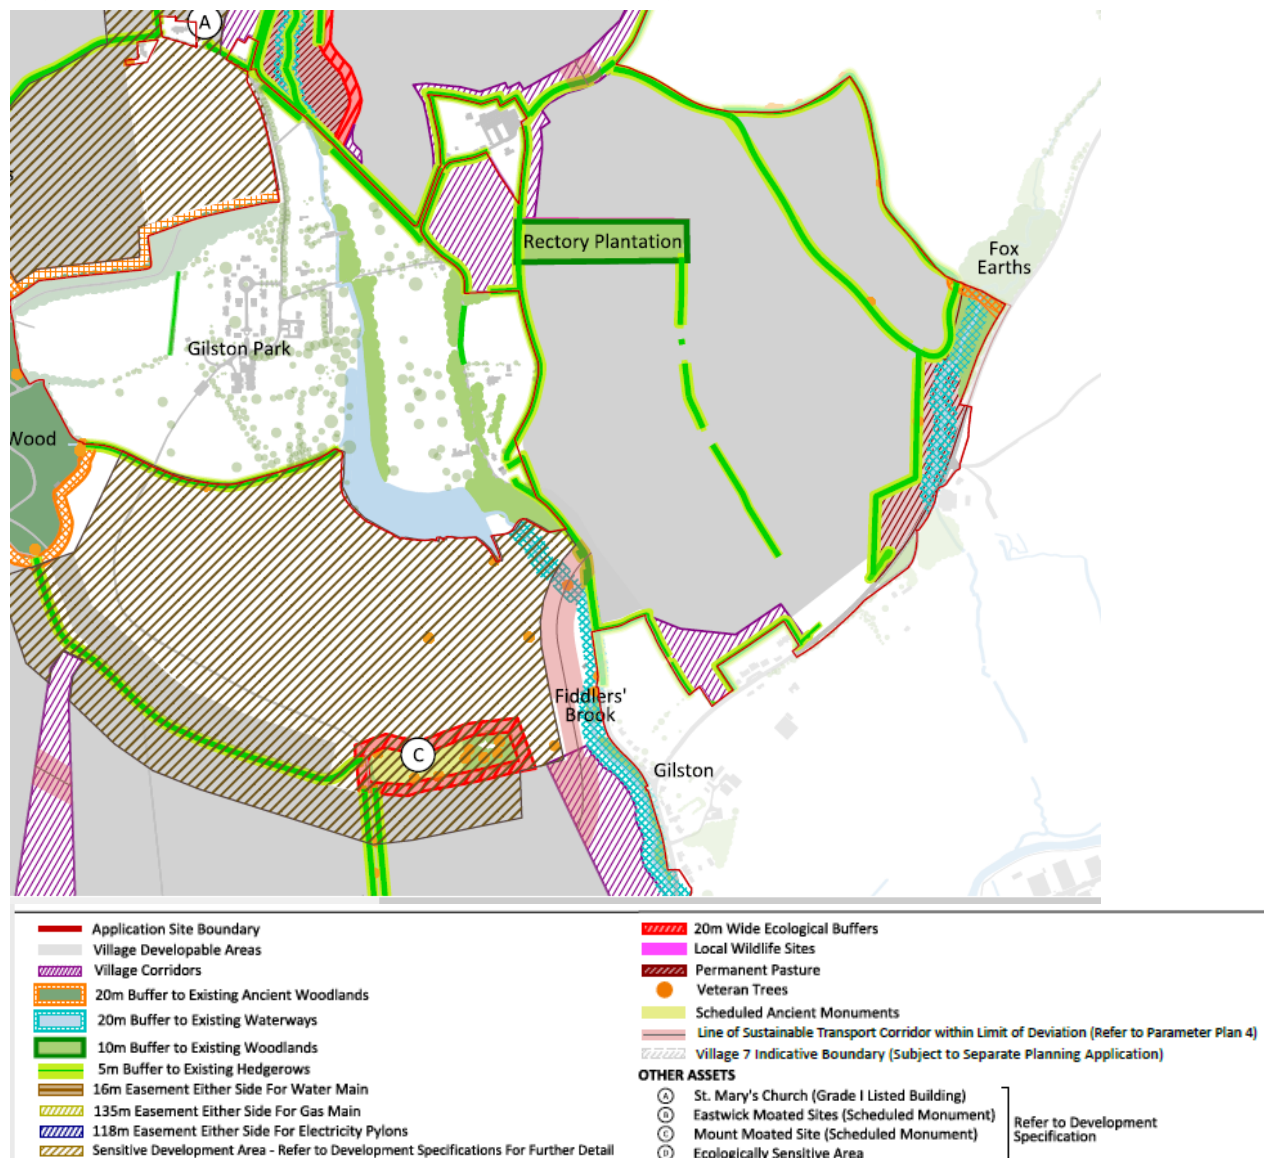 A
Rectory Plantation
Fox
Earths
Gilston Park
Wood
Fiddlers'
Brook
C
Gilston
Application Site Boundary
Village Developable Areas
Village Corridors
20m Buffer to Existing Ancient Woodlands
20m Buffer to Existing Waterways
10m Buffer to Existing Woodlands
5m Buffer to Existing Hedgerows
16m Easement Either Side For Water Main
135m Easement Either Side For Gas Main
118m Easement Either Side For Electricity Pylons
Sensitive Development Area - Refer to Development Specifications For Further Detail
20m Wide Ecological Buffers
Local Wildlife Sites
Permanent Pasture
Veteran Trees
Scheduled Ancient Monuments
Line of Sustainable Transport Corridor within Limit of Deviation (Refer to Parameter Plan 4)
Village 7 Indicative Boundary (Subject to Separate Planning Application)
OTHER ASSETS
A St. Mary's Church (Grade I Listed Building)
B Eastwick Moated Sites (Scheduled Monument)
C Mount Moated Site (Scheduled Monument)
D Ecologically Sensitive Area
Refer to Development
Specification